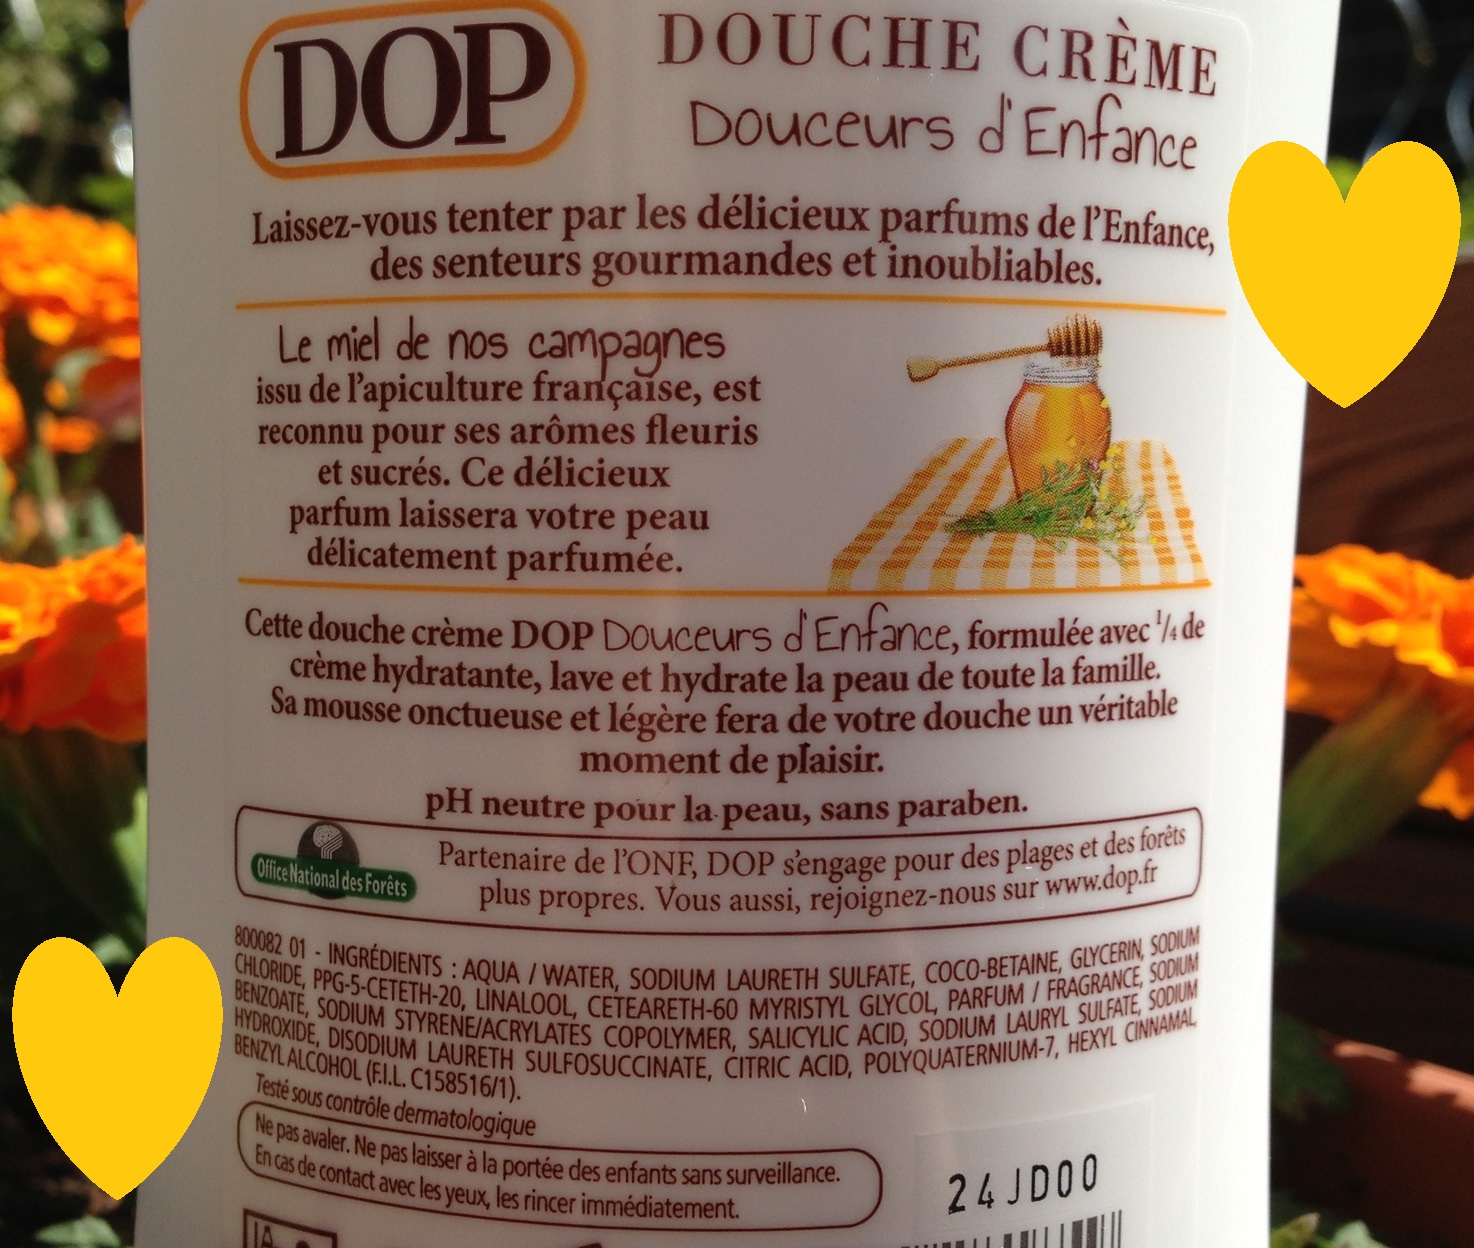 DOP
DOUCHE CRÈME
Douceurs d'Enfance
Laissez-vous tenter par les délicieux parfums de l'Enfance,
des senteurs gourmandes et inoubliables.
Le miel de nos campagnes
issu de l'apiculture française, est
reconnu pour ses arômes fleuris
et sucrés. Ce délicieux
parfum laissera votre peau
délicatement parfumée.
Cette douche crème DOP Douceurs d'Enfance, formulée avec 1/4 de
crème hydratante, lave et hydrate la peau de toute la famille.
Sa mousse onctueuse et légère fera de votre douche un véritable
moment de plaisir.
pH neutre pour la peau, sans paraben.
Office National des Forêts
Partenaire de l'ONF, DOP s'engage pour des plages et des forêts
plus propres. Vous aussi, rejoignez-nous sur www.dop.fr
800082 01 - INGRÉDIENTS : AQUA / WATER, SODIUM LAURETH SULFATE, COCO-BETAINE, GLYCERIN, SODIUM
CHLORIDE, PPG-5-CETETH-20, LINALOOL, CETEARETH-60 MYRISTYL GLYCOL, PARFUM / FRAGRANCE, SODIUM
BENZOATE, SODIUM STYRENE/ACRYLATES COPOLYMER, SALICYLIC ACID, SODIUM LAURYL SULFATE, SODIUM
HYDROXIDE, DISODIUM LAURETH SULFOSUCCINATE, CITRIC ACID, POLYQUATERNIUM-7, HEXYL CINNAMAL,
BENZYL ALCOHOL (F.I.L. C158516/1).
Testé sous contrôle dermatologique
Ne pas avaler. Ne pas laisser à la portée des enfants sans surveillance.
En cas de contact avec les yeux, les rincer immédiatement.
24JD00